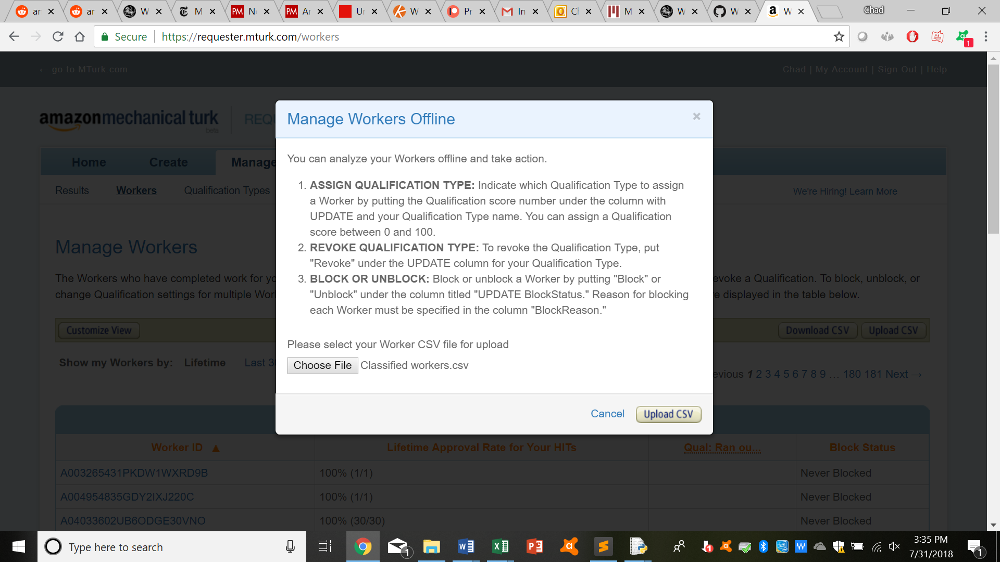 ar
ar
W
M
PM N
PM Ar
Ur
W
Pr
In
Cl
M
W
W
a W
Chad
Secure https://requester.mturk.com/workers
1
← go to MTurk.com
Chad | My Account | Sign Out | Help
amazonmechanical turk
beta
REQ
Home Create Manage
Results Workers Qualification Types
We're Hiring! Learn More
Manage Workers Offline ×
You can analyze your Workers offline and take action.
1. ASSIGN QUALIFICATION TYPE: Indicate which Qualification Type to assign
a Worker by putting the Qualification score number under the column with
UPDATE and your Qualification Type name. You can assign a Qualification
score between 0 and 100.
2. REVOKE QUALIFICATION TYPE: To revoke the Qualification Type, put
"Revoke" under the UPDATE column for your Qualification Type.
3. BLOCK OR UNBLOCK: Block or unblock a Worker by putting "Block" or
"Unblock" under the column titled "UPDATE BlockStatus." Reason for blocking
each Worker must be specified in the column "BlockReason."
Please select your Worker CSV file for upload
Choose File Classified workers.csv
Cancel Upload CSV
Manage Workers
The Workers who have completed work for yo
evoke a Qualification. To block, unblock, or
change Qualification settings for multiple Wor
e displayed in the table below.
Customize View
Download CSV Upload CSV
Show my Workers by: Lifetime Last 3
evious 1 2 3 4 5 6 7 8 9 … 180 181 Next →
Worker ID ▲ Lifetime Approval Rate for Your HITs Qual: Ran ou... Block Status
A003265431PKDW1WXRD9B 100% (1/1) Never Blocked
A004954835GDY2IXJ220C 100% (1/1) Never Blocked
A04033602UB6ODGE30VNO 100% (30/30) Never Blocked
Type here to search
1
1
3:35 PM
7/31/2018
1